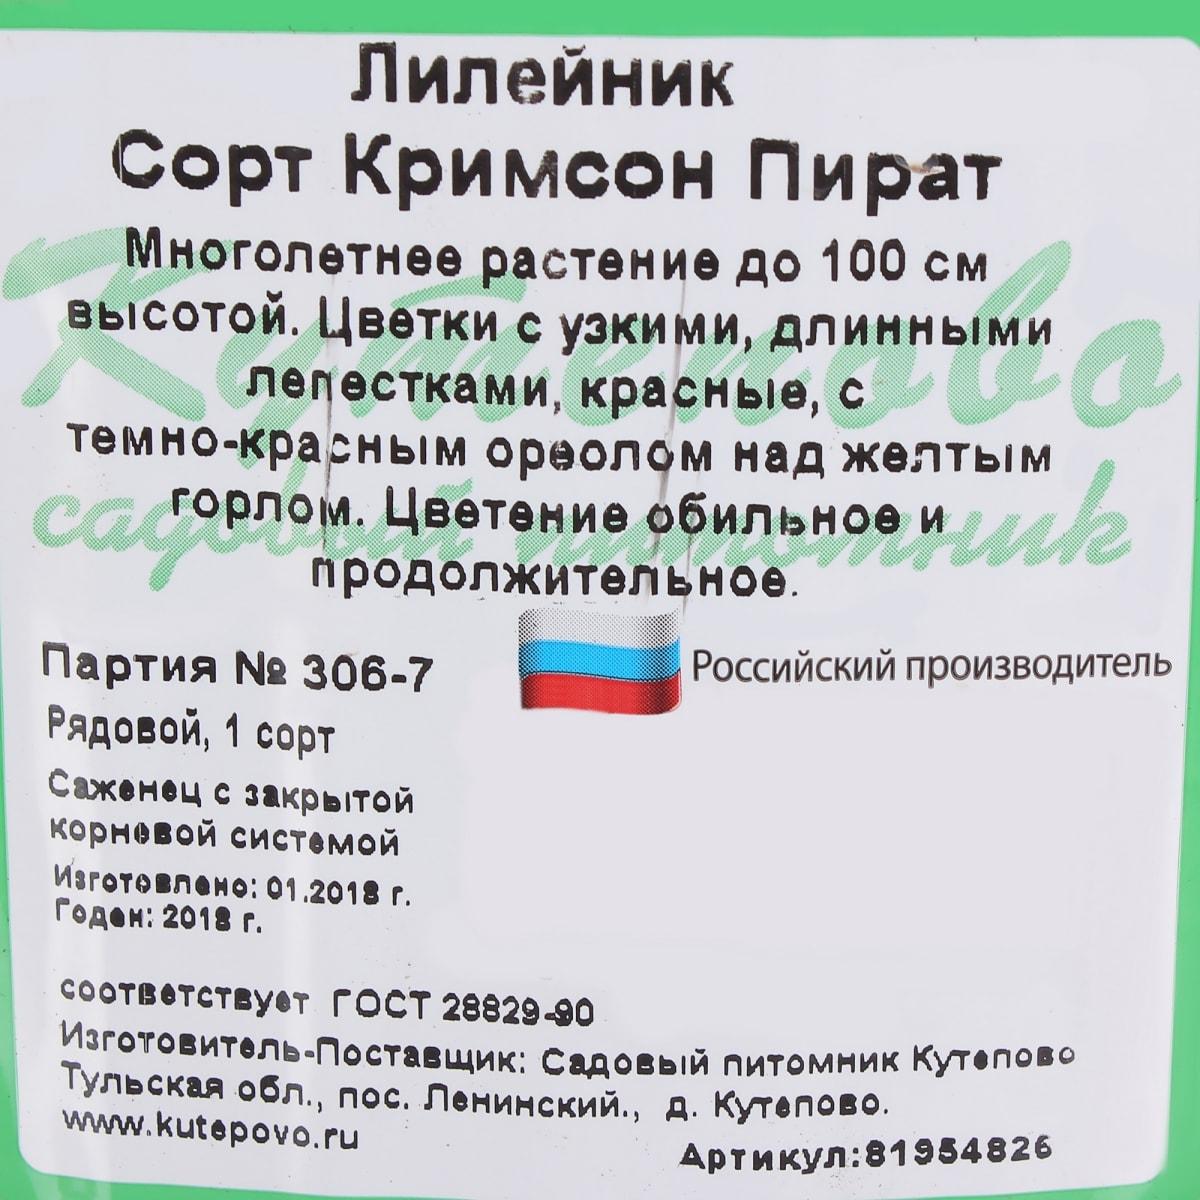 Лилейник
Сорт Кримсон Пират
Многолетнее растение до 100 см
высотой. Цветки с узкими, длинными
лепестками, красные, с
темно-красным ореолом над желтым
горлом. Цветение обильное и
продолжительное.
Кутепово
садовый питомник
Российский производитель
Партия № 306-7
Рядовой, 1 сорт
Саженец с закрытой
корневой системой
Изготовлено: 01.2018 г.
Годен: 2018 г.
соответствует ГОСТ 28829-90
Изготовитель-Поставщик: Садовый питомник Кутепово
Тульская обл., пос. Ленинский., д. Кутепово.
www.kutepovo.ru
Артикул:81954826